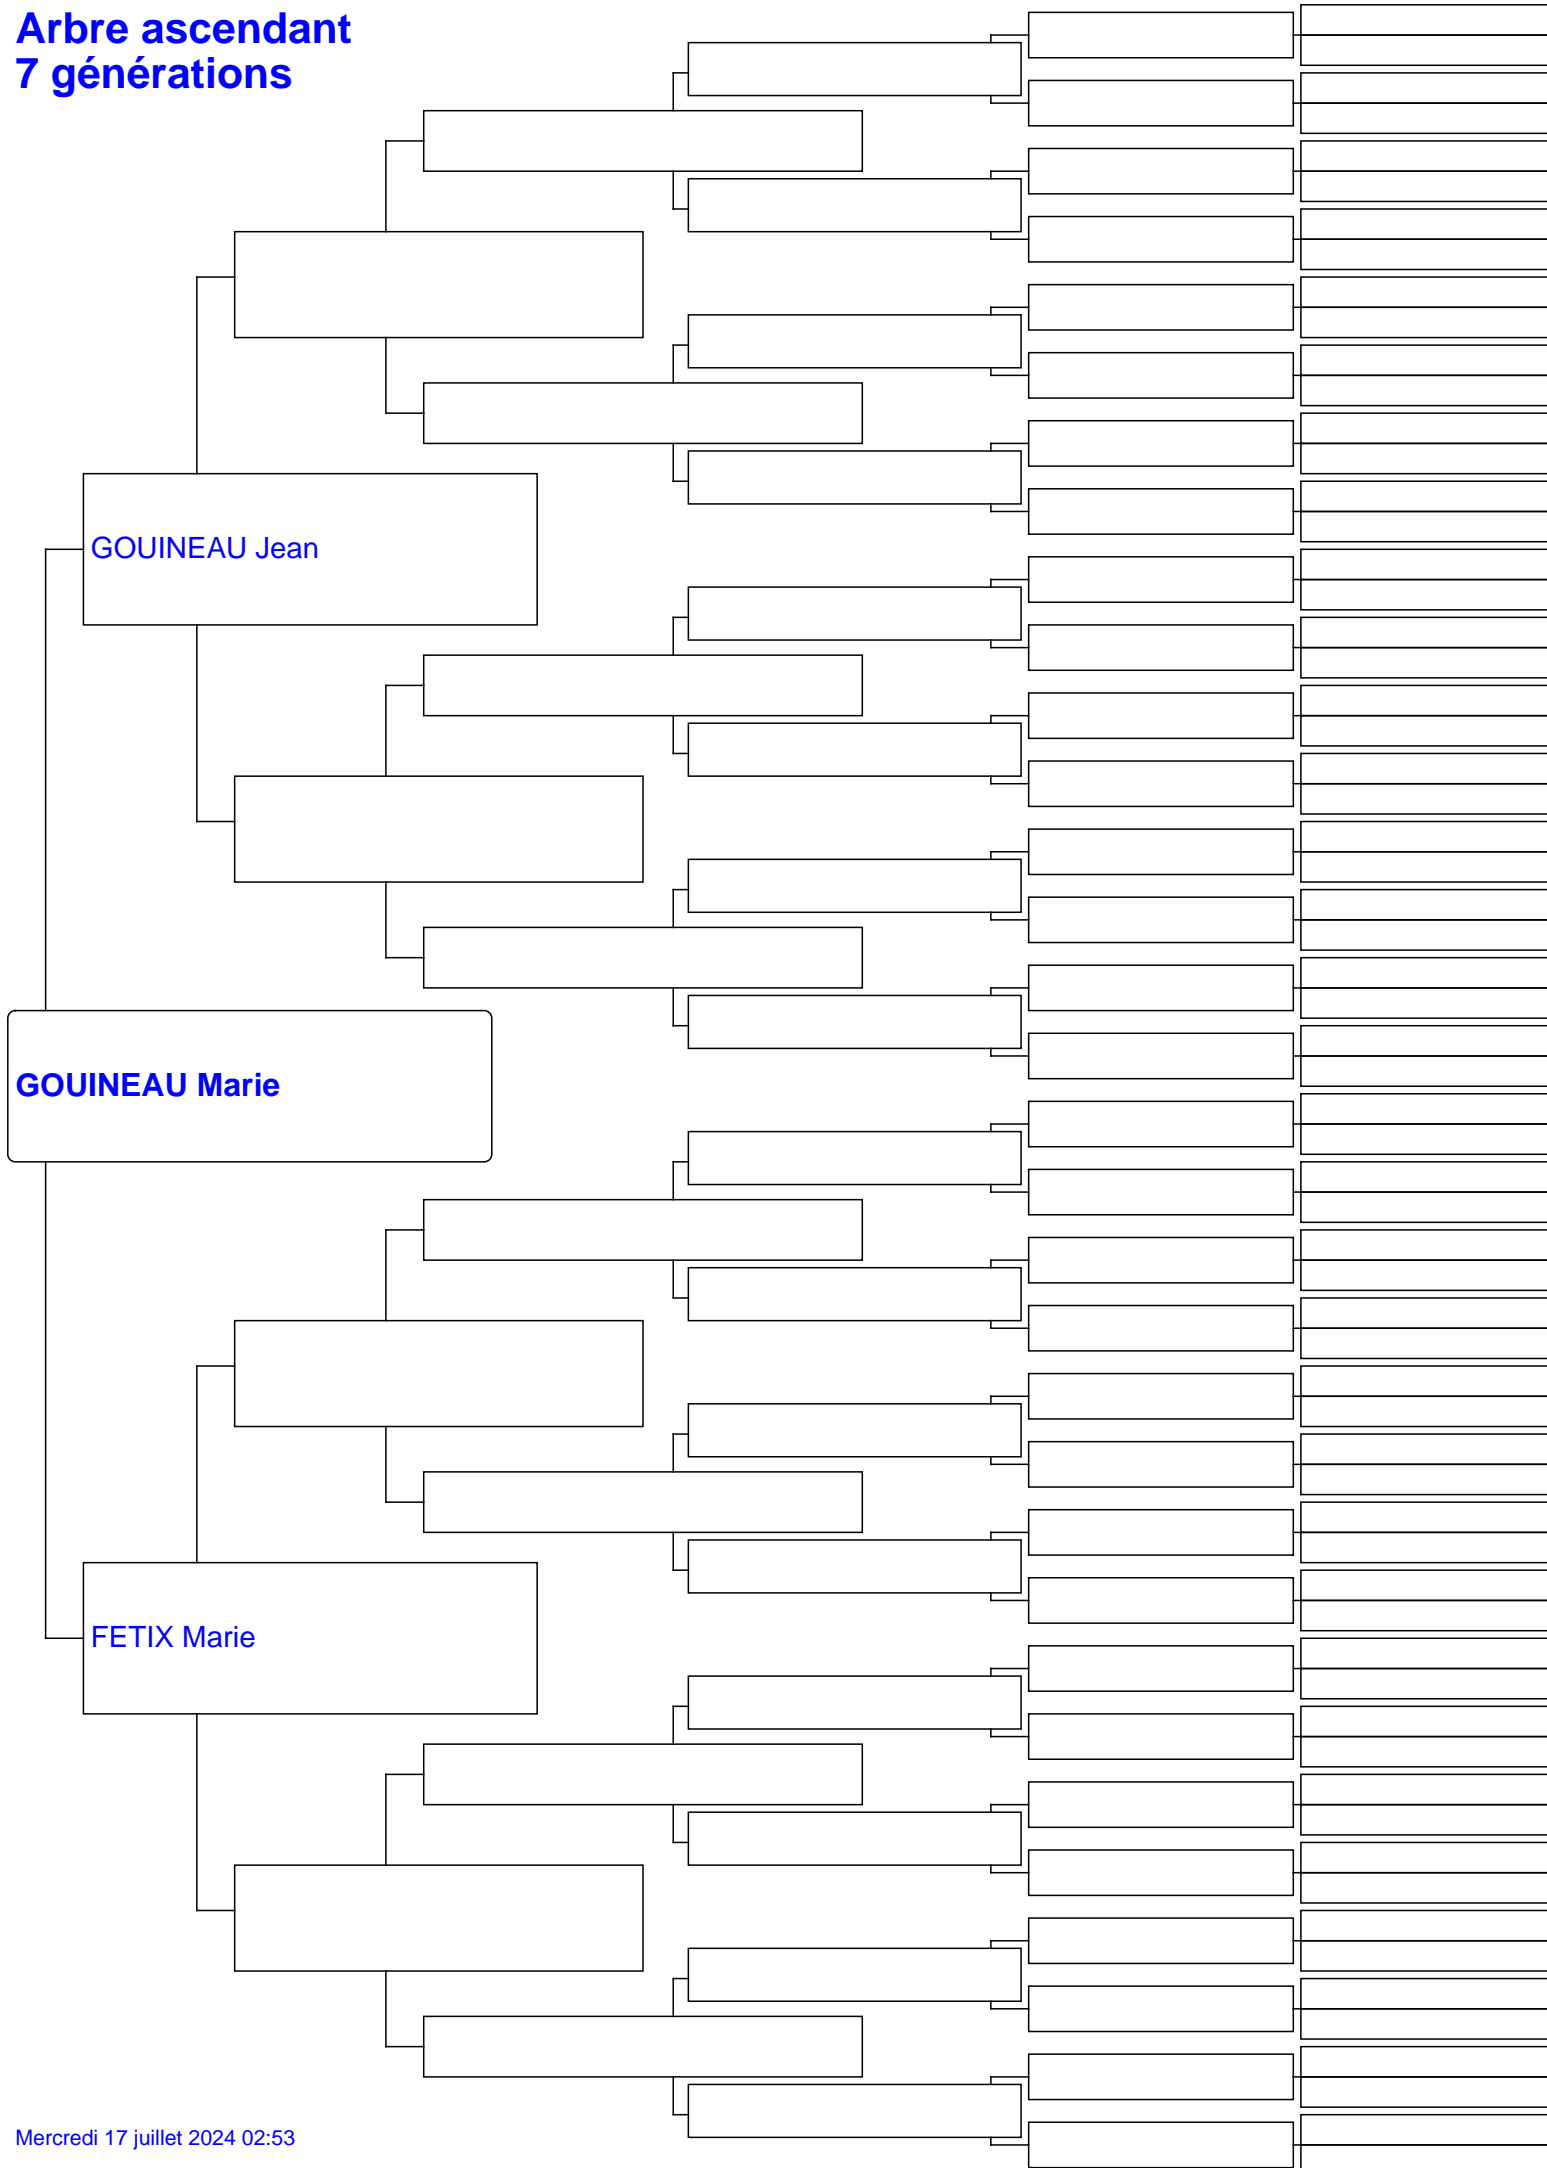 Arbre ascendant
7 générations
GOUINEAU Jean
GOUINEAU Marie
FETIX Marie
Mercredi 17 juillet 2024 02:53